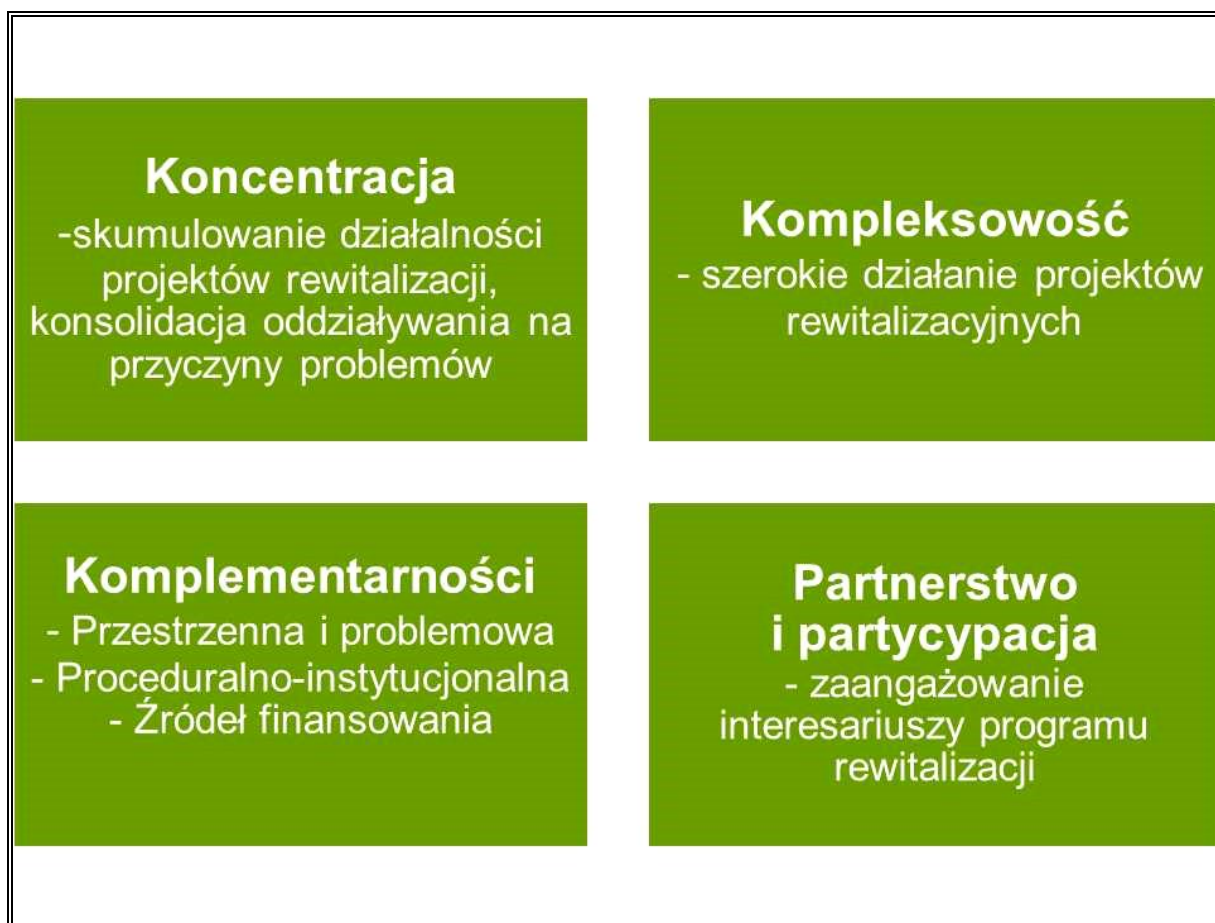 Koncentracja
-skumulowanie działalności
projektów rewitalizacji,
konsolidacja oddziaływania na
przyczyny problemów
Kompleksowość
- szerokie działanie projektów
rewitalizacyjnych
Komplementarności
- Przestrzenna i problemowa
- Proceduralno-instytucjonalna
- Źródeł finansowania
Partnerstwo
i partycypacja
- zaangażowanie
interesariuszy programu
rewitalizacji